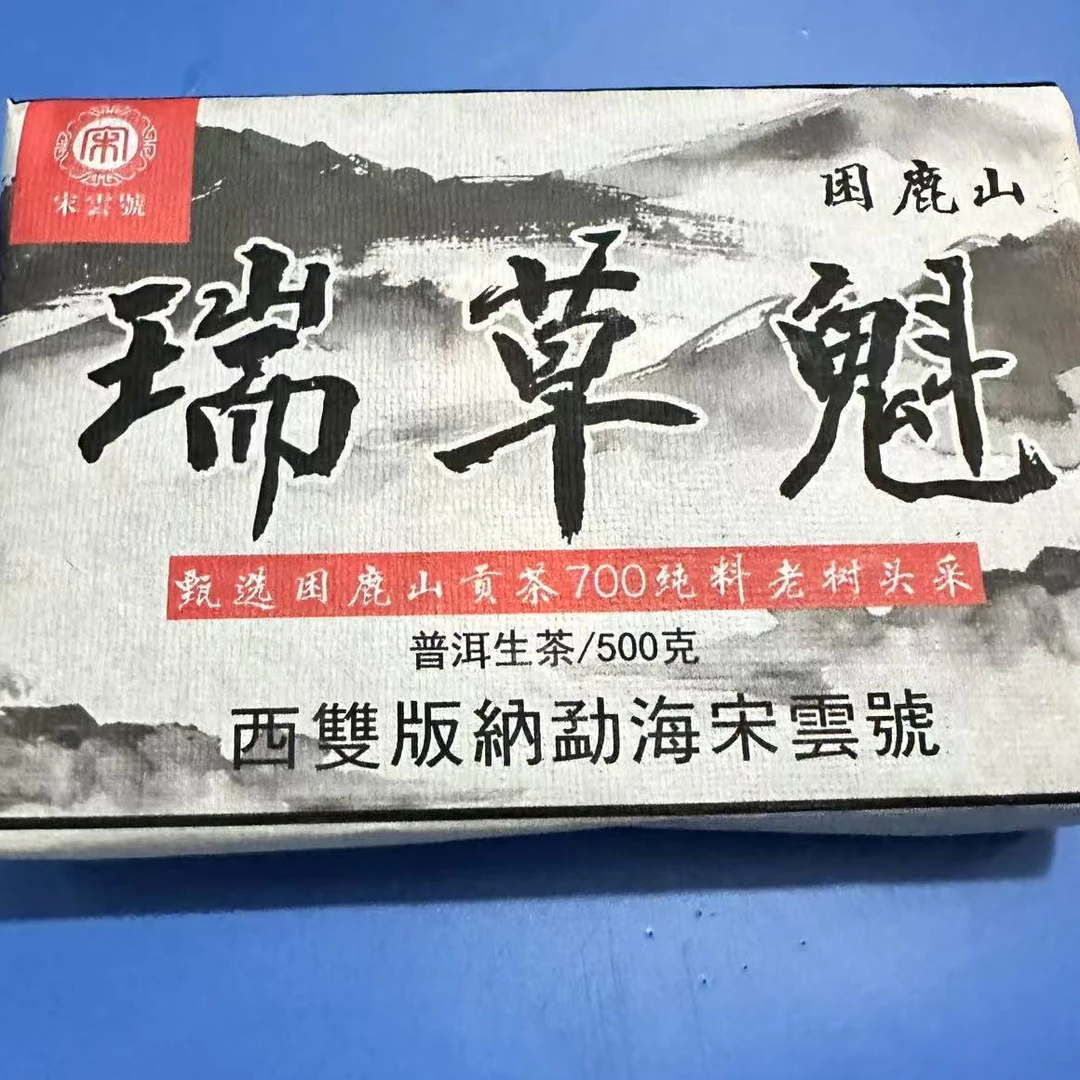 宋
宋雲號
困鹿山
瑞草魁
甄选困鹿山贡茶700纯料老树头采
普洱生茶/500克
西雙版納勐海宋雲號